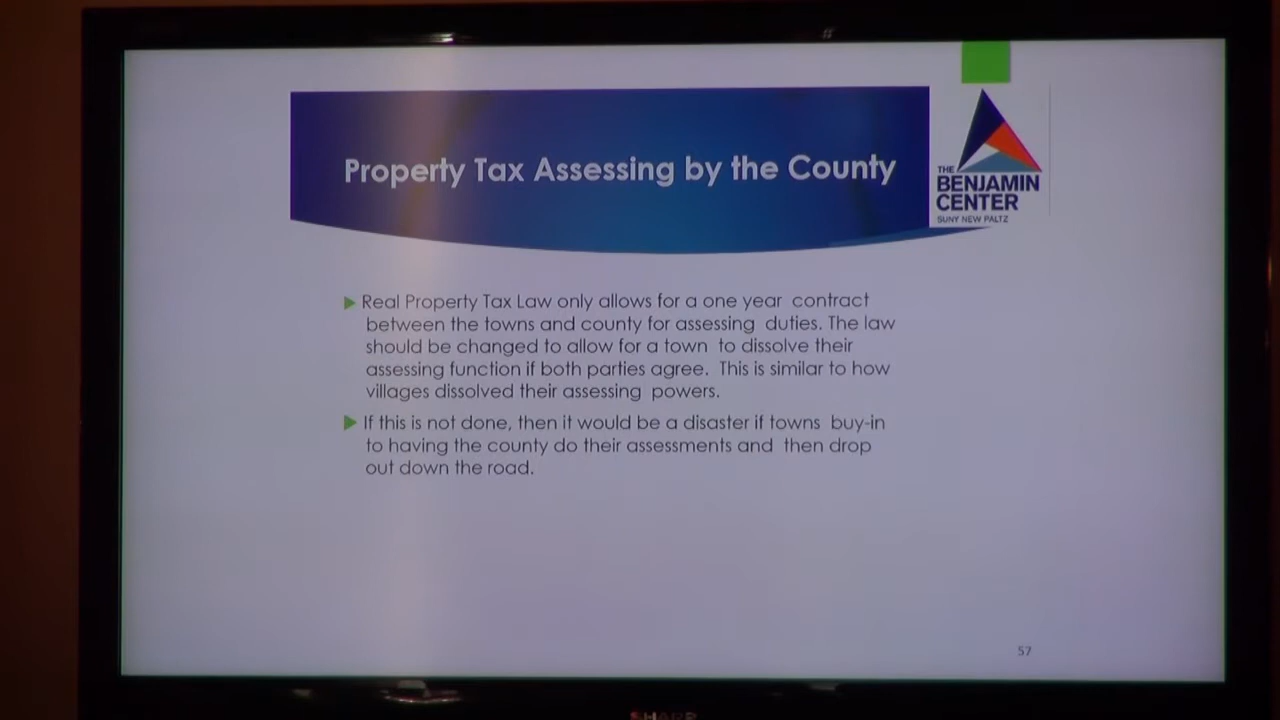 Property Tax Assessing by the County
THE
BENJAMIN
CENTER
SUNY NEW PALTZ
Real Property Tax Law only allows for a one year contract
between the towns and county for assessing duties. The law
should be changed to allow for a town to dissolve their
assessing function if both parties agree. This is similar to how
villages dissolved their assessing powers.
If this is not done, then it would be a disaster if towns buy-in
to having the county do their assessments and then drop
out down the road.
57
SHARP